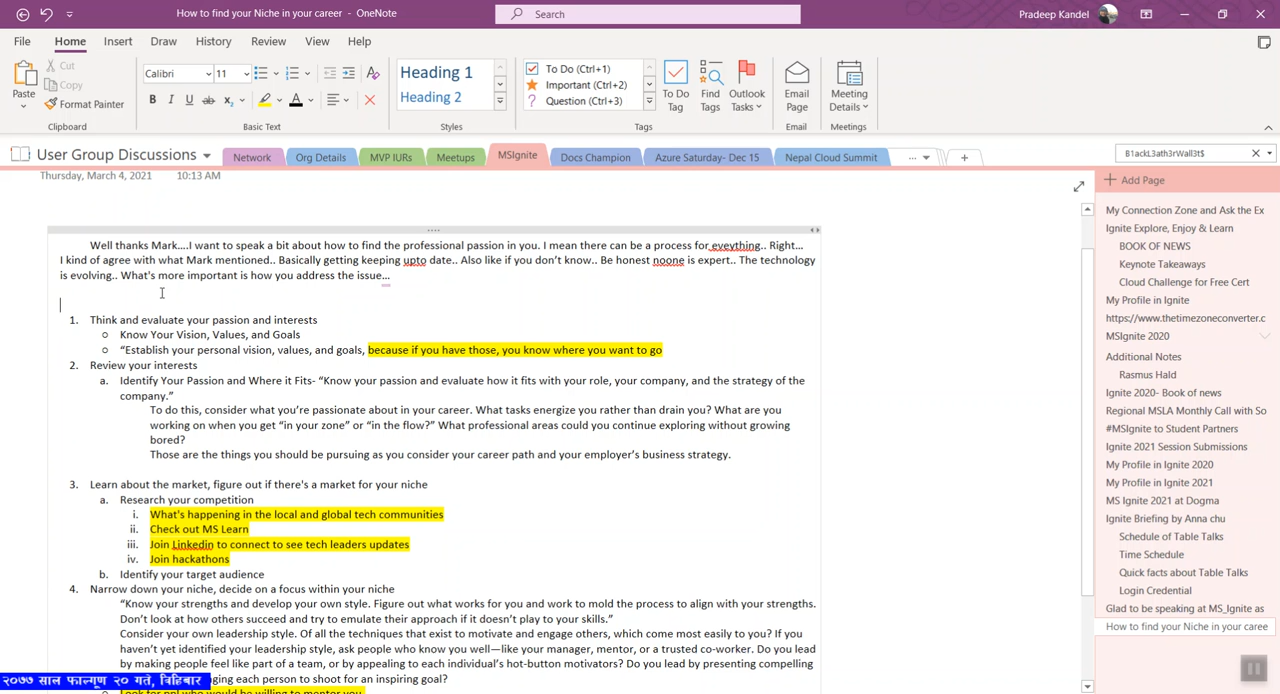 How to find your Niche in your career - OneNote
Search
Pradeep Kandel
File Home Insert Draw History Review View Help
Paste
Cut
Copy
Format Painter
Clipboard
Calibri 11
B I U ab x₂ A
Basic Text
Heading 1
Heading 2
Styles
To Do (Ctrl+1)
Important (Ctrl+2)
Question (Ctrl+3)
To Do Tag
Find Tags
Outlook Tasks
Tags
Email Page
Email
Meeting Details
Meetings
User Group Discussions
Network Org Details MVP IURs Meetups MSIgnite Docs Champion Azure Saturday- Dec 15 Nepal Cloud Summit ... +
B1ackL3ath3rWall3t$
Thursday, March 4, 2021 10:13 AM
Well thanks Mark....I want to speak a bit about how to find the professional passion in you. I mean there can be a process for eveything.. Right...
I kind of agree with what Mark mentioned.. Basically getting keeping upto date.. Also like if you don't know.. Be honest noone is expert.. The technology
is evolving.. What's more important is how you address the issue...
1. Think and evaluate your passion and interests
○ Know Your Vision, Values, and Goals
○ “Establish your personal vision, values, and goals, because if you have those, you know where you want to go
2. Review your interests
a. Identify Your Passion and Where it Fits- “Know your passion and evaluate how it fits with your role, your company, and the strategy of the
company.”
To do this, consider what you’re passionate about in your career. What tasks energize you rather than drain you? What are you
working on when you get “in your zone” or “in the flow?” What professional areas could you continue exploring without growing
bored?
Those are the things you should be pursuing as you consider your career path and your employer’s business strategy.
3. Learn about the market, figure out if there's a market for your niche
a. Research your competition
i. What's happening in the local and global tech communities
ii. Check out MS Learn
iii. Join Linkedin to connect to see tech leaders updates
iv. Join hackathons
b. Identify your target audience
4. Narrow down your niche, decide on a focus within your niche
“Know your strengths and develop your own style. Figure out what works for you and work to mold the process to align with your strengths.
Don’t look at how others succeed and try to emulate their approach if it doesn’t play to your skills.”
Consider your own leadership style. Of all the techniques that exist to motivate and engage others, which come most easily to you? If you
haven’t yet identified your leadership style, ask people who know you well—like your manager, mentor, or a trusted co-worker. Do you lead
by making people feel like part of a team, or by appealing to each individual’s hot-button motivators? Do you lead by presenting compelling
ging each person to shoot for an inspiring goal?
Look for ppl who would be willing to mentor you
Add Page
My Connection Zone and Ask the Ex
Ignite Explore, Enjoy & Learn
BOOK OF NEWS
Keynote Takeaways
Cloud Challenge for Free Cert
My Profile in Ignite
https://www.thetimezoneconverter.c
MSIgnite 2020
Additional Notes
Rasmus Hald
Ignite 2020- Book of news
Regional MSLA Monthly Call with So
#MSIgnite to Student Partners
Ignite 2021 Session Submissions
My Profile in Ignite 2020
My Profile in Ignite 2021
MS Ignite 2021 at Dogma
Ignite Briefing by Anna chu
Schedule of Table Talks
Time Schedule
Quick facts about Table Talks
Login Credential
Glad to be speaking at MS_Ignite as
How to find your Niche in your caree
२०७७ साल फाल्गूण २० गते, विहिबार